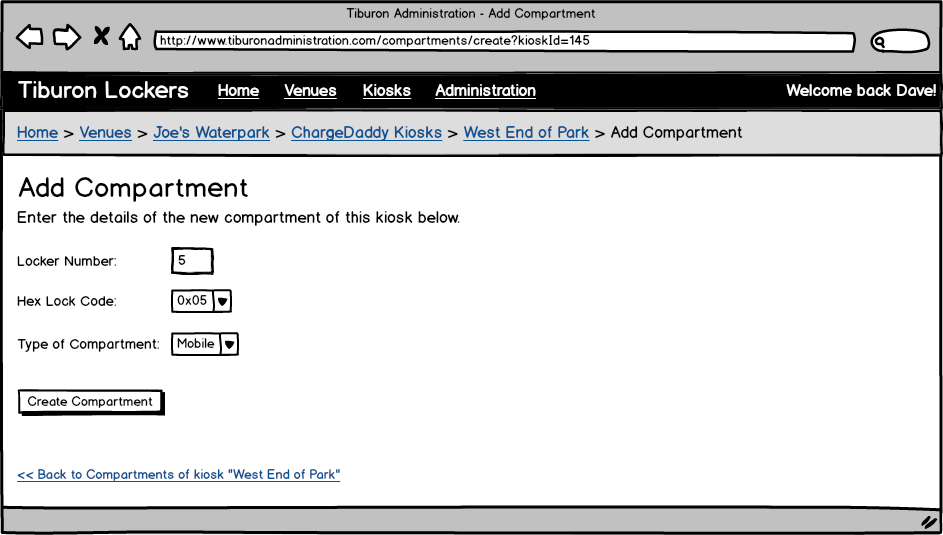 Tiburon Administration - Add Compartment
http://www.tiburonadministration.com/compartments/create?kioskId=145
Tiburon Lockers Home Venues Kiosks Administration Welcome back Dave!
Home > Venues > Joe's Waterpark > ChargeDaddy Kiosks > West End of Park > Add Compartment
Add Compartment
Enter the details of the new compartment of this kiosk below.
Locker Number: 5
Hex Lock Code: 0x05
Type of Compartment: Mobile
Create Compartment
<< Back to Compartments of kiosk "West End of Park"